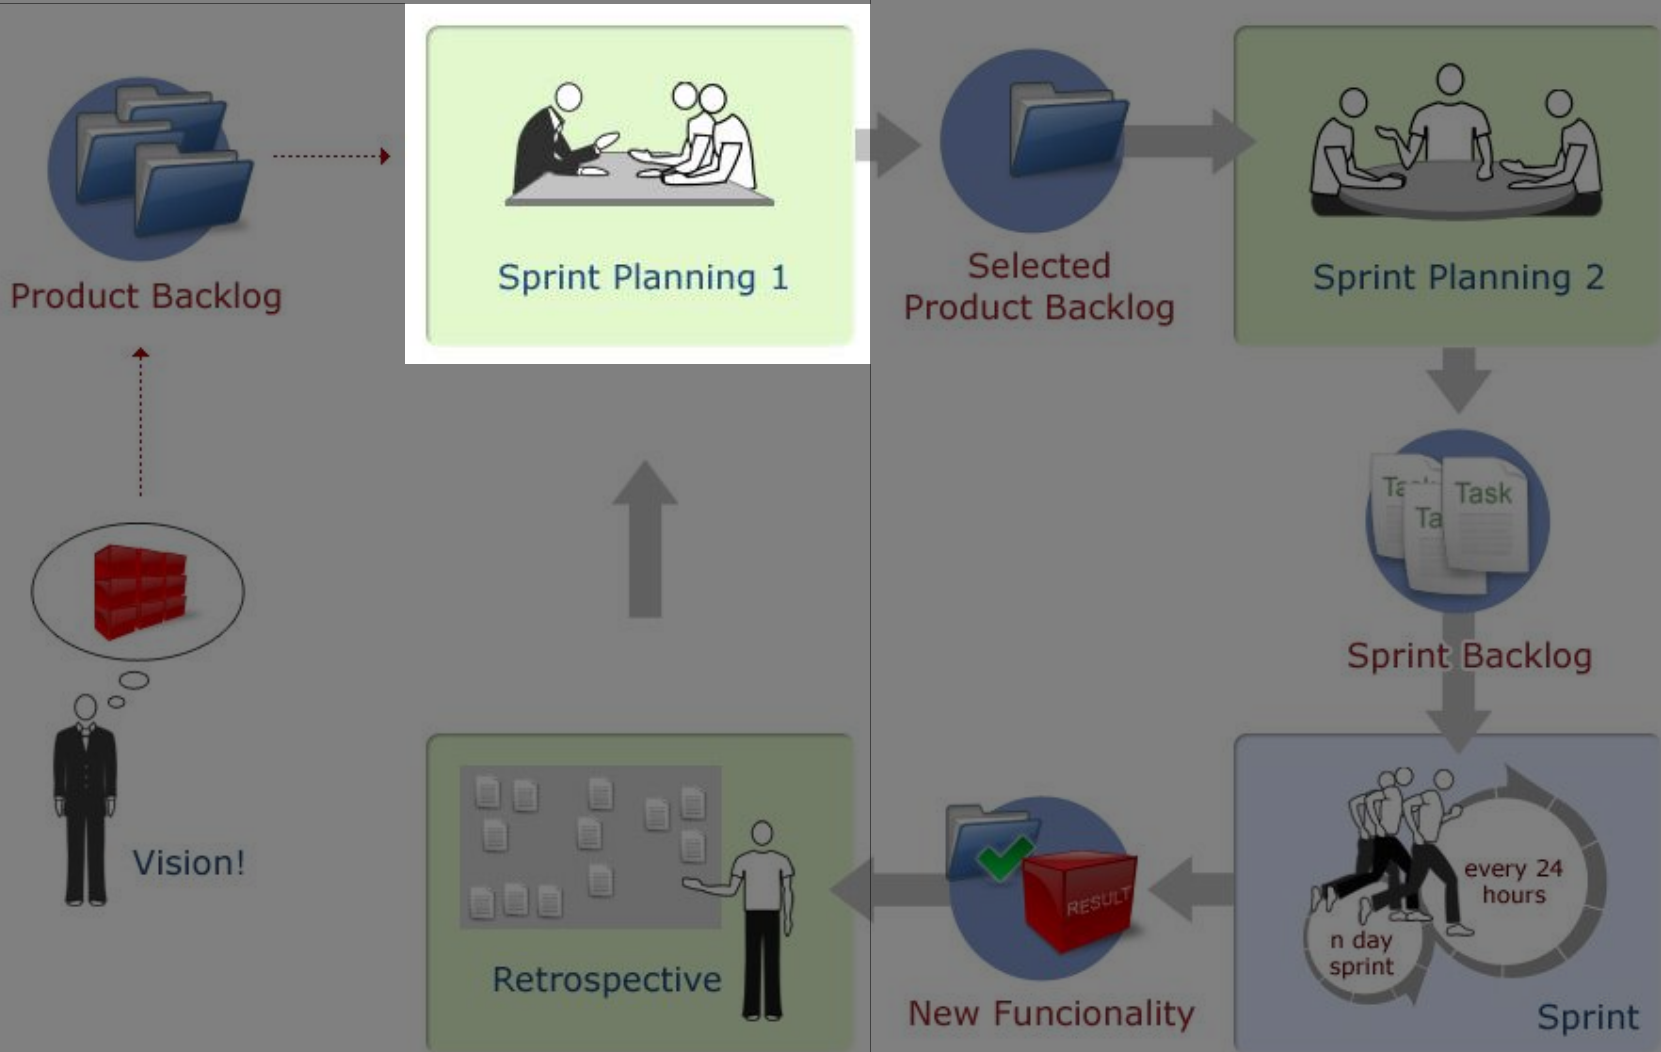 Sprint Planning 1
Selected
Product Backlog
Sprint Planning 2
Product Backlog
Task
Sprint Backlog
Vision!
Retrospective
RESULT
New Funcionality
every 24
hours
n day
sprint
Sprint